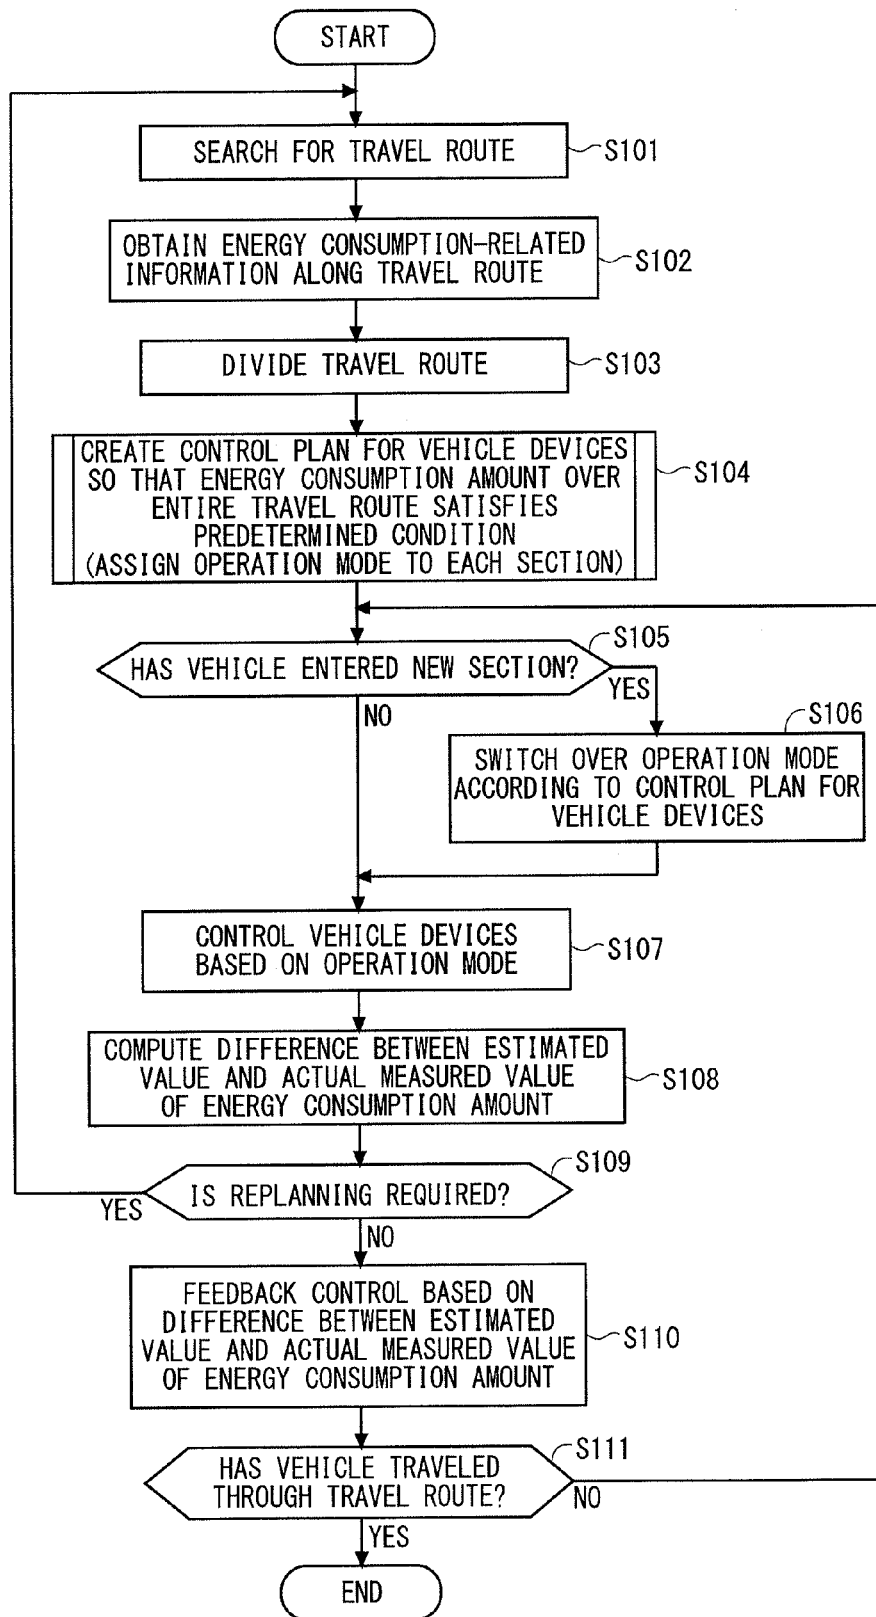 START
SEARCH FOR TRAVEL ROUTE
S101
OBTAIN ENERGY CONSUMPTION-RELATED
INFORMATION ALONG TRAVEL ROUTE
S102
DIVIDE TRAVEL ROUTE
S103
CREATE CONTROL PLAN FOR VEHICLE DEVICES
SO THAT ENERGY CONSUMPTION AMOUNT OVER
ENTIRE TRAVEL ROUTE SATISFIES
PREDETERMINED CONDITION
(ASSIGN OPERATION MODE TO EACH SECTION)
S104
HAS VEHICLE ENTERED NEW SECTION?
S105
YES
NO
S106
SWITCH OVER OPERATION MODE
ACCORDING TO CONTROL PLAN FOR
VEHICLE DEVICES
CONTROL VEHICLE DEVICES
BASED ON OPERATION MODE
S107
COMPUTE DIFFERENCE BETWEEN ESTIMATED
VALUE AND ACTUAL MEASURED VALUE
OF ENERGY CONSUMPTION AMOUNT
S108
S109
IS REPLANNING REQUIRED?
YES
NO
FEEDBACK CONTROL BASED ON
DIFFERENCE BETWEEN ESTIMATED
VALUE AND ACTUAL MEASURED VALUE
OF ENERGY CONSUMPTION AMOUNT
S110
S111
HAS VEHICLE TRAVELED
THROUGH TRAVEL ROUTE?
NO
YES
END